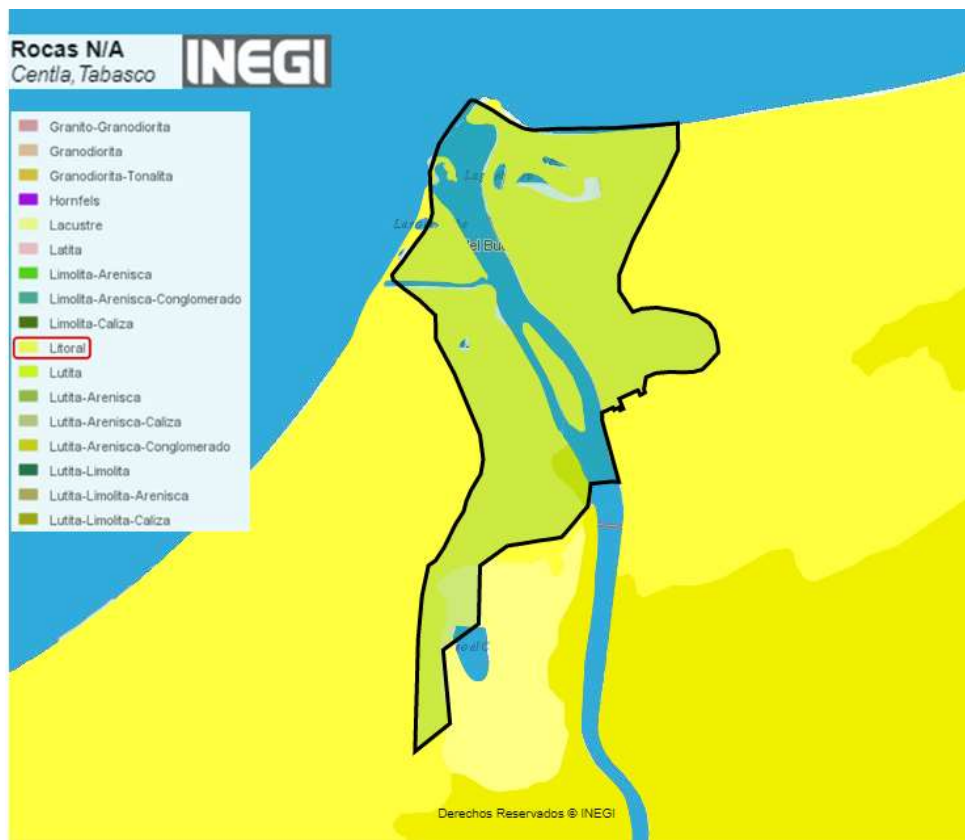 Rocas N/A
Centla, Tabasco
INEGI
Granito-Granodiorita
Granodiorita
Granodiorita-Tonalita
Hornfels
Lacustre
Latita
Limolita-Arenisca
Limolita-Arenisca-Conglomerado
Limolita-Caliza
Litoral
Lutita
Lutita-Arenisca
Lutita-Arenisca-Caliza
Lutita-Arenisca-Conglomerado
Lutita-Limolita
Lutita-Limolita-Arenisca
Lutita-Limolita-Caliza
Derechos Reservados © INEGI